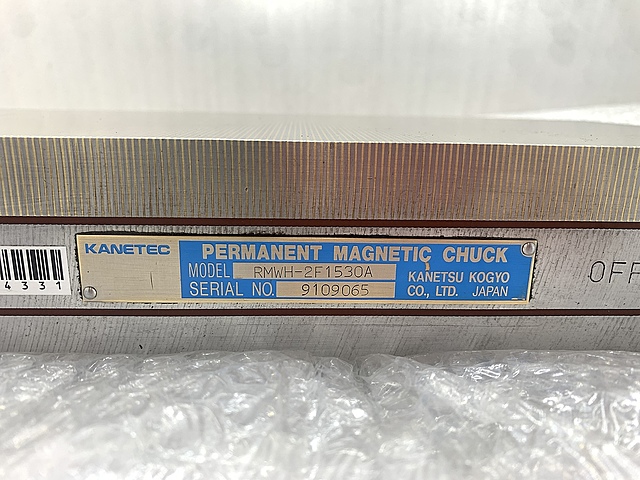 KANETEC
PERMANENT MAGNETIC CHUCK
MODEL RMWH-2F1530A
SERIAL NO. 9109065
KANETSU KOGYO
CO., LTD. JAPAN
4331
OFF